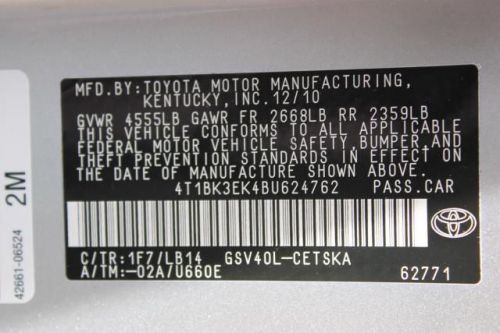 MFD.BY:TOYOTA MOTOR MANUFACTURING,
KENTUCKY,INC.12/10
GVWR 4555LB GAWR FR 2668LB RR 2359LB
THIS VEHICLE CONFORMS TO ALL APPLICABLE
FEDERAL MOTOR VEHICLE SAFETY,BUMPER,AND
THEFT PREVENTION STANDARDS IN EFFECT ON
THE DATE OF MANUFACTURE SHOWN ABOVE.
4T1BK3EK4BU624762 PASS.CAR
C/TR:1F7/LB14 GSV40L-CETSKA
A/TM:-02A/U660E 62771
TOYOTA
42661-06524 2M